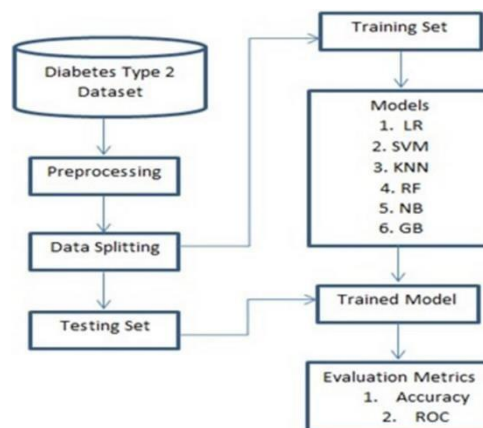 Diabetes Type 2
Dataset
Preprocessing
Data Splitting
Testing Set
Training Set
Models
1. LR
2. SVM
3. KNN
4. RF
5. NB
6. GB
Trained Model
Evaluation Metrics
1. Accuracy
2. ROC